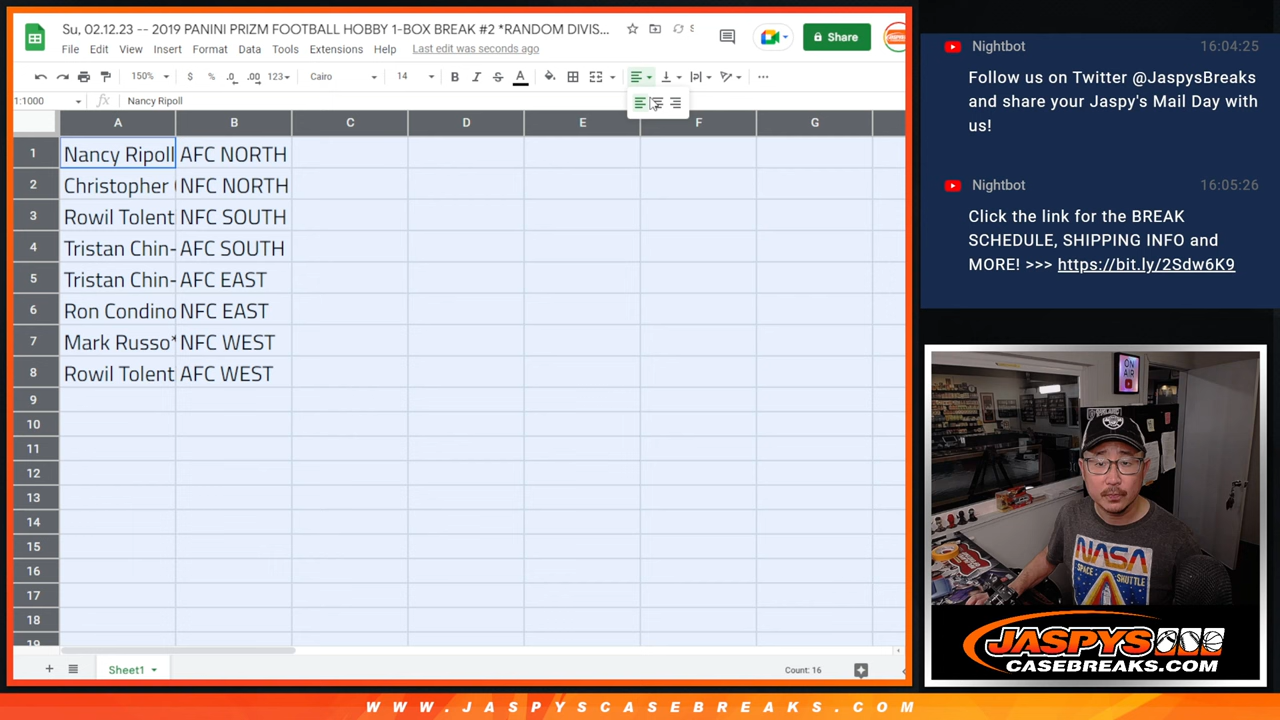 Su, 02.12.23 -- 2019 PANINI PRIZM FOOTBALL HOBBY 1-BOX BREAK #2 *RANDOM DIVIS...
File Edit View Insert Format Data Tools Extensions Help Last edit was seconds ago
Share
150% $ % .0 .00 123 Cairo 14 B I S A
1:1000 fx Nancy Ripoll
A B C D E F G
1 Nancy Ripoll AFC NORTH
2 Christopher NFC NORTH
3 Rowil Tolent NFC SOUTH
4 Tristan Chin- AFC SOUTH
5 Tristan Chin- AFC EAST
6 Ron Condino NFC EAST
7 Mark Russo* NFC WEST
8 Rowil Tolent AFC WEST
9
10
11
12
13
14
15
16
17
18
19
+ Sheet1 Count: 16
Nightbot 16:04:25
Follow us on Twitter @JaspysBreaks
and share your Jaspy's Mail Day with
us!
Nightbot 16:05:26
Click the link for the BREAK
SCHEDULE, SHIPPING INFO and
MORE! >>> https://bit.ly/2Sdw6K9
ON
AIR
NASA
SPACE SHUTTLE
JASPYS
CASEBREAKS.COM
WWW.JASPYSCASEBREAKS.COM